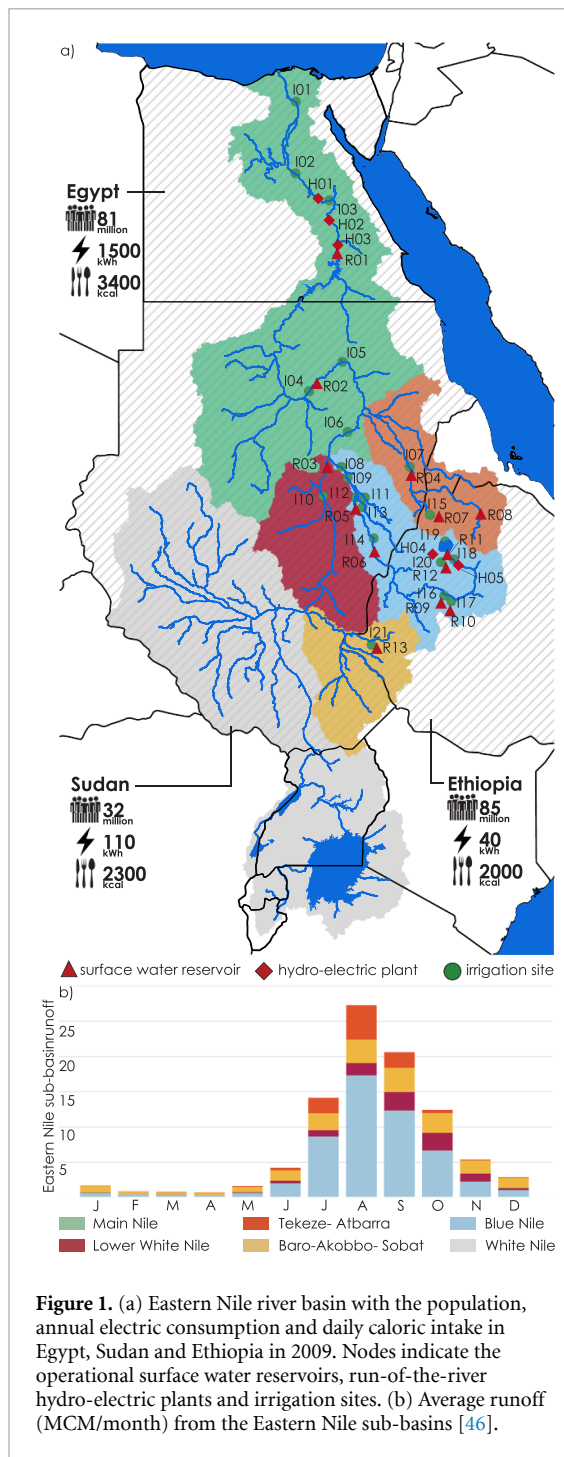 a)
I01
I02
H01
I03
H02
H03
R01
Egypt
81
million
1500
kWh
3400
kcal
I05
I04
R02
I06
I07
R03
I08
R04
I09
I10
I12
I11
R05
I13
I15
R07
R08
I14
I19
R11
R06
H04
I18
I20
R12
H05
I16
I17
R09
R10
I21
R13
Sudan
32
million
110
kWh
2300
kcal
Ethiopia
85
million
40
kWh
2000
kcal
surface water reservoir hydro-electric plant irrigation site
b)
Eastern Nile sub-basinrunoff
25
20
15
10
5
J F M A M J J A S O N D
Main Nile Tekeze- Atbarra Blue Nile
Lower White Nile Baro-Akobbo- Sobat White Nile
Figure 1. (a) Eastern Nile river basin with the population,
annual electric consumption and daily caloric intake in
Egypt, Sudan and Ethiopia in 2009. Nodes indicate the
operational surface water reservoirs, run-of-the-river
hydro-electric plants and irrigation sites. (b) Average runoff
(MCM/month) from the Eastern Nile sub-basins [46].